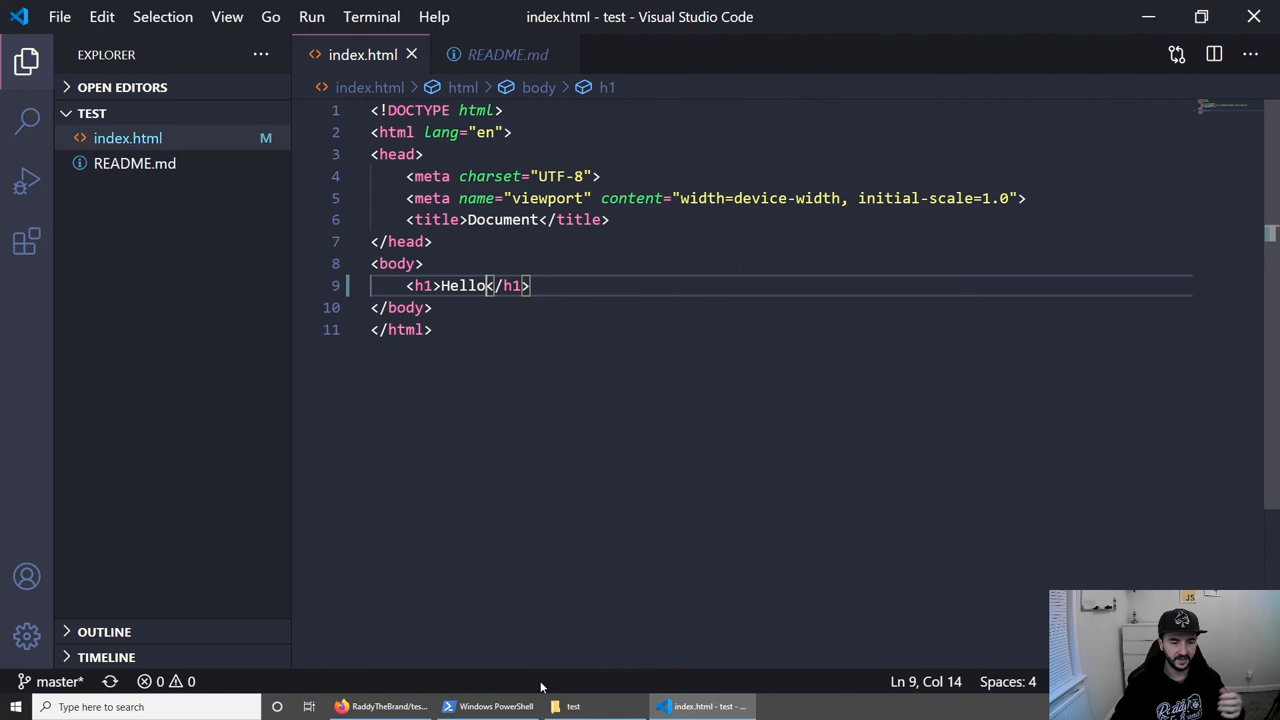 File Edit Selection View Go Run Terminal Help index.html - test - Visual Studio Code
EXPLORER
index.html
README.md
OPEN EDITORS
index.html > html > body > h1
TEST
index.html M
README.md
1 <!DOCTYPE html>
2 <html lang="en">
3 <head>
4 <meta charset="UTF-8">
5 <meta name="viewport" content="width=device-width, initial-scale=1.0">
6 <title>Document</title>
7 </head>
8 <body>
9 <h1>Hello</h1>
10 </body>
11 </html>
OUTLINE
TIMELINE
JS
master* 0 0 Ln 9, Col 14 Spaces: 4
Type here to search RaddyTheBrand/tes... Windows PowerShell test index.html - test - ...